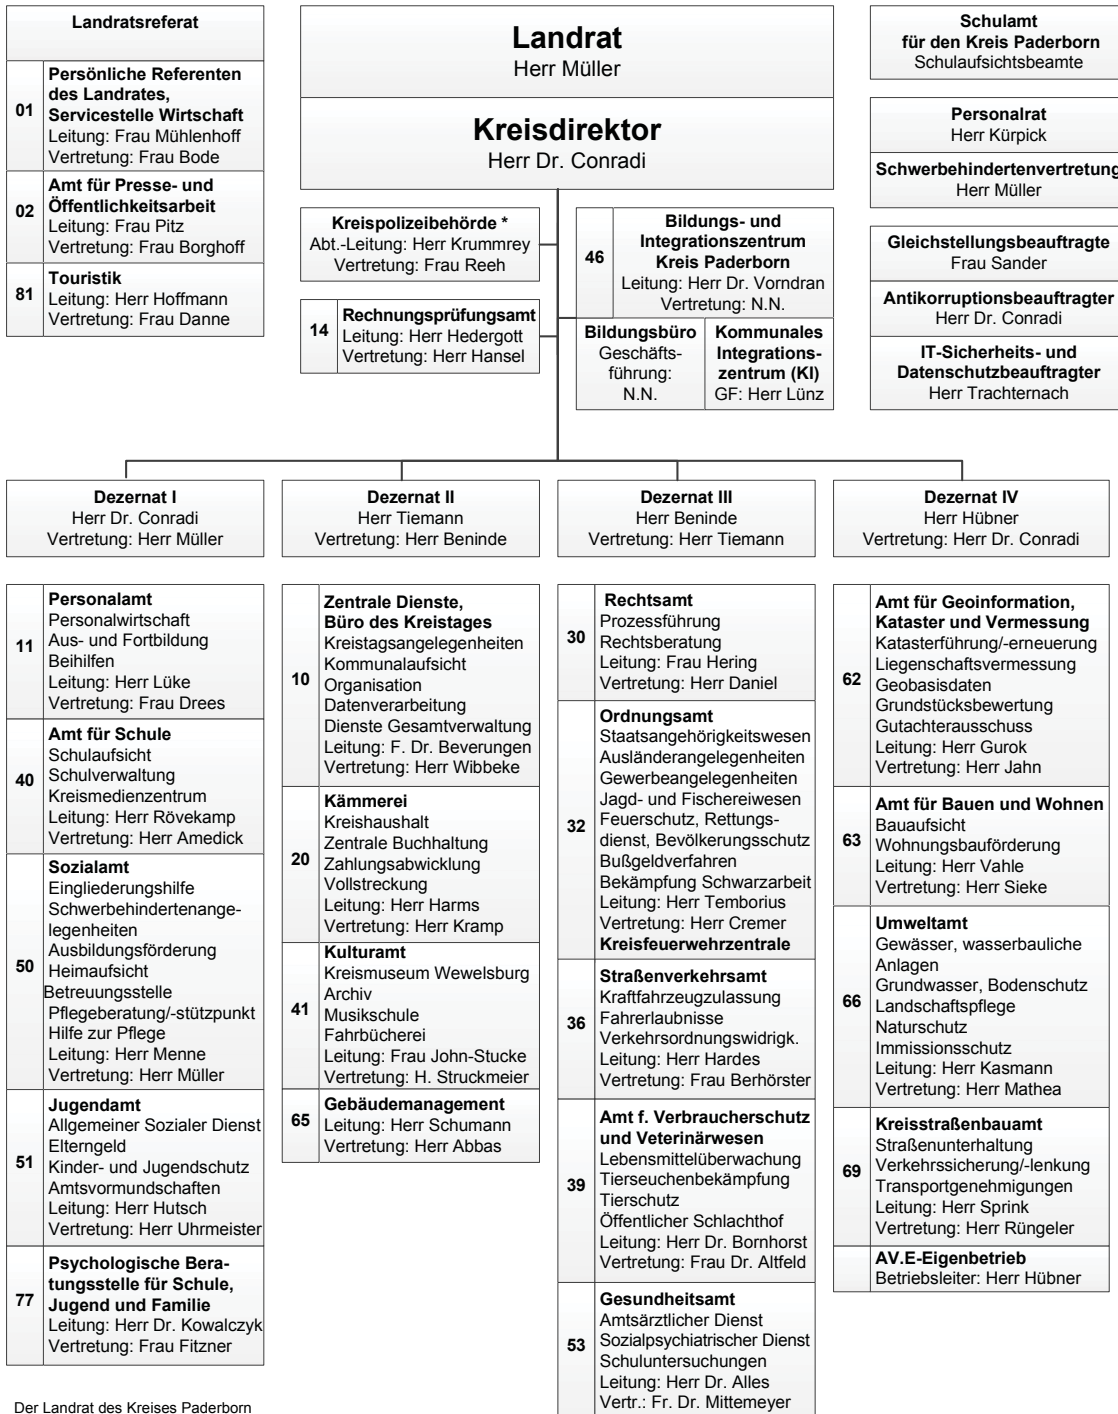 Landratsreferat
01
Persönliche Referenten
des Landrates,
Servicestelle Wirtschaft
Leitung: Frau Mühlenhoff
Vertretung: Frau Bode
02
Amt für Presse- und
Öffentlichkeitsarbeit
Leitung: Frau Pitz
Vertretung: Frau Borghoff
81
Touristik
Leitung: Herr Hoffmann
Vertretung: Frau Danne
Landrat
Herr Müller
Kreisdirektor
Herr Dr. Conradi
Kreispolizeibehörde *
Abt.-Leitung: Herr Krummrey
Vertretung: Frau Reeh
14
Rechnungsprüfungsamt
Leitung: Herr Hedergott
Vertretung: Herr Hansel
46
Bildungs- und
Integrationszentrum
Kreis Paderborn
Leitung: Herr Dr. Vorndran
Vertretung: N.N.
Bildungsbüro
Geschäfts-
führung:
N.N.
Kommunales
Integrations-
zentrum (KI)
GF: Herr Lünz
Schulamt
für den Kreis Paderborn
Schulaufsichtsbeamte
Personalrat
Herr Kürpick
Schwerbehindertenvertretung
Herr Müller
Gleichstellungsbeauftragte
Frau Sander
Antikorruptionsbeauftragter
Herr Dr. Conradi
IT-Sicherheits- und
Datenschutzbeauftragter
Herr Trachternach
Dezernat I
Herr Dr. Conradi
Vertretung: Herr Müller
11
Personalamt
Personalwirtschaft
Aus- und Fortbildung
Beihilfen
Leitung: Herr Lüke
Vertretung: Frau Drees
40
Amt für Schule
Schulaufsicht
Schulverwaltung
Kreismedienzentrum
Leitung: Herr Rövekamp
Vertretung: Herr Amedick
50
Sozialamt
Eingliederungshilfe
Schwerbehindertenange-
legenheiten
Ausbildungsförderung
Heimaufsicht
Betreuungsstelle
Pflegeberatung/-stützpunkt
Hilfe zur Pflege
Leitung: Herr Menne
Vertretung: Herr Müller
51
Jugendamt
Allgemeiner Sozialer Dienst
Elterngeld
Kinder- und Jugendschutz
Amtsvormundschaften
Leitung: Herr Hutsch
Vertretung: Herr Uhrmeister
77
Psychologische Bera-
tungsstelle für Schule,
Jugend und Familie
Leitung: Herr Dr. Kowalczyk
Vertretung: Frau Fitzner
Dezernat II
Herr Tiemann
Vertretung: Herr Beninde
10
Zentrale Dienste,
Büro des Kreistages
Kreistagsangelegenheiten
Kommunalaufsicht
Organisation
Datenverarbeitung
Dienste Gesamtverwaltung
Leitung: F. Dr. Beverungen
Vertretung: Herr Wibbeke
20
Kämmerei
Kreishaushalt
Zentrale Buchhaltung
Zahlungsabwicklung
Vollstreckung
Leitung: Herr Harms
Vertretung: Herr Kramp
41
Kulturamt
Kreismuseum Wewelsburg
Archiv
Musikschule
Fahrbücherei
Leitung: Frau John-Stucke
Vertretung: H. Struckmeier
65
Gebäudemanagement
Leitung: Herr Schumann
Vertretung: Herr Abbas
Dezernat III
Herr Beninde
Vertretung: Herr Tiemann
30
Rechtsamt
Prozessführung
Rechtsberatung
Leitung: Frau Hering
Vertretung: Herr Daniel
32
Ordnungsamt
Staatsangehörigkeitswesen
Ausländerangelegenheiten
Gewerbeangelegenheiten
Jagd- und Fischereiwesen
Feuerschutz, Rettungs-
dienst, Bevölkerungsschutz
Bußgeldverfahren
Bekämpfung Schwarzarbeit
Leitung: Herr Temborius
Vertretung: Herr Cremer
Kreisfeuerwehrzentrale
36
Straßenverkehrsamt
Kraftfahrzeugzulassung
Fahrerlaubnisse
Verkehrsordnungswidrigk.
Leitung: Herr Hardes
Vertretung: Frau Berhörster
39
Amt f. Verbraucherschutz
und Veterinärwesen
Lebensmittelüberwachung
Tierseuchenbekämpfung
Tierschutz
Öffentlicher Schlachthof
Leitung: Herr Dr. Bornhorst
Vertretung: Frau Dr. Altfeld
53
Gesundheitsamt
Amtsärztlicher Dienst
Sozialpsychiatrischer Dienst
Schuluntersuchungen
Leitung: Herr Dr. Alles
Vertr.: Fr. Dr. Mittemeyer
Dezernat IV
Herr Hübner
Vertretung: Herr Dr. Conradi
62
Amt für Geoinformation,
Kataster und Vermessung
Katasterführung/-erneuerung
Liegenschaftsvermessung
Geobasisdaten
Grundstücksbewertung
Gutachterausschuss
Leitung: Herr Gurok
Vertretung: Herr Jahn
63
Amt für Bauen und Wohnen
Bauaufsicht
Wohnungsbauförderung
Leitung: Herr Vahle
Vertretung: Herr Sieke
66
Umweltamt
Gewässer, wasserbauliche
Anlagen
Grundwasser, Bodenschutz
Landschaftspflege
Naturschutz
Immissionsschutz
Leitung: Herr Kasmann
Vertretung: Herr Mathea
69
Kreisstraßenbauamt
Straßenunterhaltung
Verkehrssicherung/-lenkung
Transportgenehmigungen
Leitung: Herr Sprink
Vertretung: Herr Rüngeler
AV.E-Eigenbetrieb
Betriebsleiter: Herr Hübner
Der Landrat des Kreises Paderborn